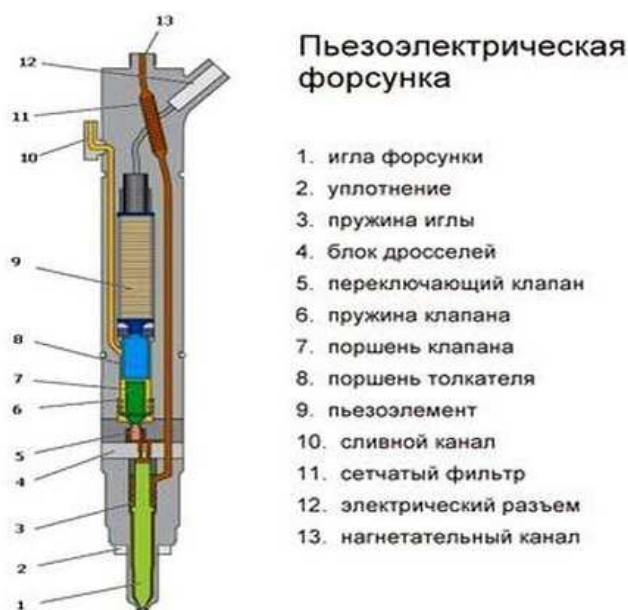 Пьезоэлектрическая
форсунка
1. игла форсунки
2. уплотнение
3. пружина иглы
4. блок дросселей
5. переключающий клапан
6. пружина клапана
7. поршень клапана
8. поршень толкателя
9. пьезоэлемент
10. сливной канал
11. сетчатый фильтр
12. электрический разъем
13. нагнетательный канал
13
12
11
10
9
8
7
6
5
4
3
2
1